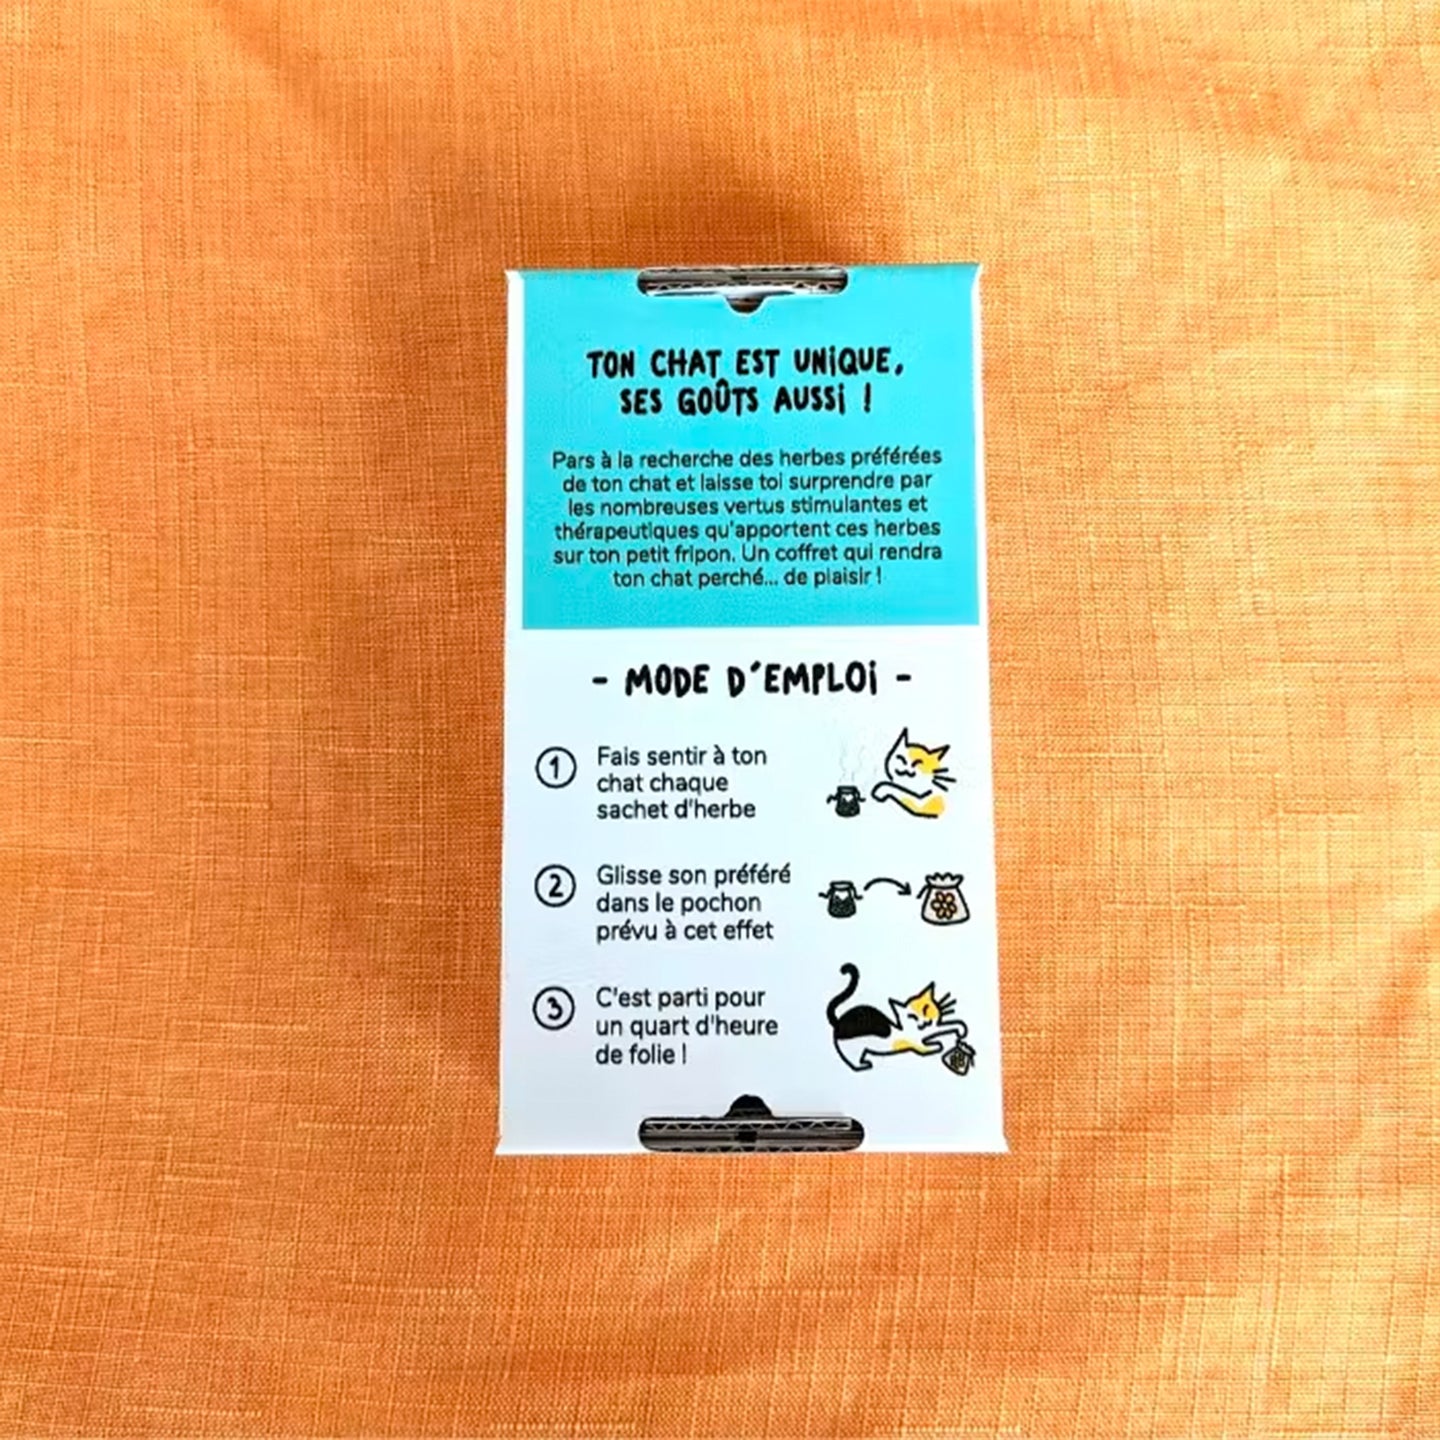 TON CHAT EST UNIQUE,
SES GOÛTS AUSSI !
Pars à la recherche des herbes préférées
de ton chat et laisse toi surprendre par
les nombreuses vertus stimulantes et
thérapeutiques qu'apportent ces herbes
sur ton petit fripon. Un coffret qui rendra
ton chat perché... de plaisir !
- MODE D'EMPLOI -
1 Fais sentir à ton
chat chaque
sachet d'herbe
2 Glisse son préféré
dans le pochon
prévu à cet effet
3 C'est parti pour
un quart d'heure
de folie !